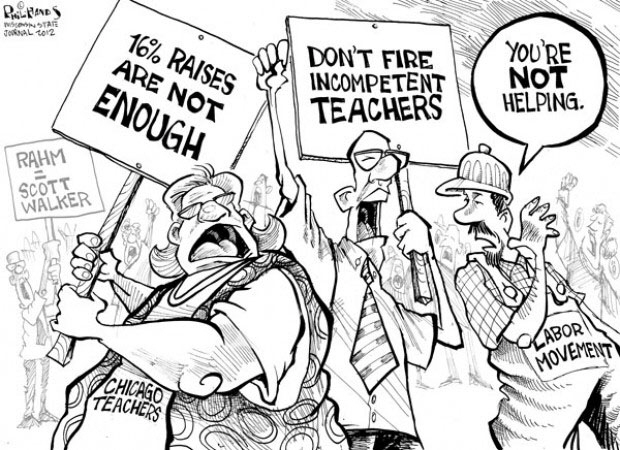 © PHIL HANDS
WISCONSIN STATE
JOURNAL 2012
16% RAISES
ARE NOT
ENOUGH
DON'T FIRE
INCOMPETENT
TEACHERS
YOU'RE
NOT
HELPING.
RAHM
=
SCOTT
WALKER
CHICAGO
TEACHERS
LABOR
MOVEMENT